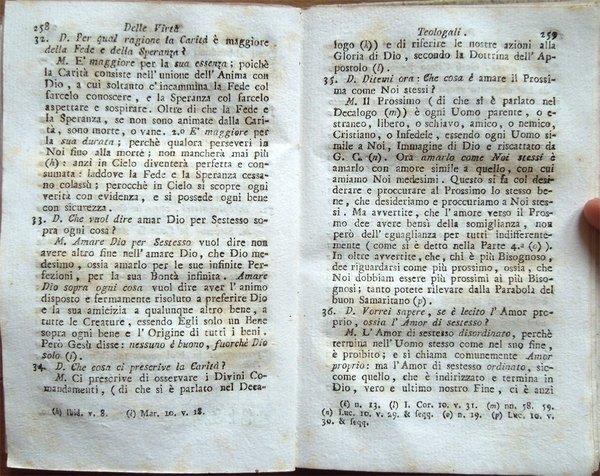 258 Delle Virtù
32. D. Per qual ragione la Carità è maggiore
della Fede e della Speranza?
M. E' maggiore per la sua essenza; poichè
la Carità consiste nell'unione dell'Anima con
Dio, a cui soltanto c'incammina la Fede col
farcelo conoscere, e la Speranza col farcelo
aspettare e sospirare. Oltre di che la Fede e
la Speranza, se non sono animate dalla Cari-
tà, sono morte, o vane. 2.o E' maggiore per
la sua durata; perchè qualora perseveri in
Noi fino alla morte; non mancherà mai più
(h): anzi in Cielo diventerà perfetta e con-
sumata: laddove la Fede e la Speranza cessa-
no colassù; perocchè in Cielo si scopre ogni
verità con evidenza, e si possede ogni bene
con sicurezza.
33. D. Che vuol dire amar Dio per Sestesso so-
pra ogni cosa?
M. Amare Dio per Sestesso vuol dire non
avere altro fine nell'amare Dio, che Dio me-
desimo, ossia amarlo per le sue infinite Per-
fezioni, per la sua Bontà infinita. Amare
Dio sopra ogni cosa vuol dire aver l'animo
disposto e fermamente risoluto a preferire Dio
e la sua amicizia a qualunque altro bene, a
tutte le Creature, essendo Egli solo un Bene
sopra ogni bene e l'Origine di tutti i beni.
Però Gesù disse: nessuno è buono, fuorchè Dio
solo (i).
34. D. Che cosa ci prescrive la Carità?
M. Ci prescrive di osservare i Divini Co-
mandamenti, (di che si è parlato nel Deca-
(h) Ibid. v. 8. (i) Mar. 10. v. 18.
Teologali. 259
logo (k)) e di riferire le nostre azioni alla
Gloria di Dio, secondo la Dottrina dell'Ap-
postolo (l).
35. D. Ditemi ora: Che cosa è amare il Prossi-
mo come Noi stessi?
M. Il Prossimo (di che si è parlato nel
Decalogo (m)) è ogni Uomo parente, o e-
straneo, libero, o schiavo, amico, o nemico,
Cristiano, o Infedele, essendo ogni Uomo si-
mile a Noi, Immagine di Dio e riscattato da
G. C. (n). Ora amarlo come Noi stessi è
amarlo con amore simile a quello, con cui
amiamo Noi medesimi. Questo si fa col desi-
derare e proccurare al Prossimo lo stesso be-
ne, che desideriamo e proccuriamo a Noi stes-
si. Ma avvertite, che l'amore verso il Pros-
mo dee avere bensì della somiglianza, non
però dell'eguaglianza per tutti indifferente-
mente (come si è detto nella Parte 4.a (o)).
In oltre avvertite, che, chi è più Bisognoso,
dee riguardarsi come più prossimo, ossia, che
Noi dobbiam essere più prossimi ai più Biso-
gnosi; tanto potete rilevare dalla Parabola del
buon Samaritano (p).
36. D. Vorrei sapere, se è lecito l'Amor pro-
prio, ossia l'Amor di sestesso?
M. L'Amor di sestesso disordinato, perchè
termina nell'Uomo stesso come nel suo fine,
è proibito; e si chiama comunemente Amor
proprio: ma l'Amor di sestesso ordinato, sic-
come quello, che è indirizzato e termina in
Dio, vero e ultimo nostro Fine, ci è anzi
(k) n. 13. (l) I. Cor. 10. v. 31. (m) nn. 58. 59.
(n) Luc. 10. v. 29. & seqq. (o) n. 19. (p) Luc. 10. v.
30. & seqq.